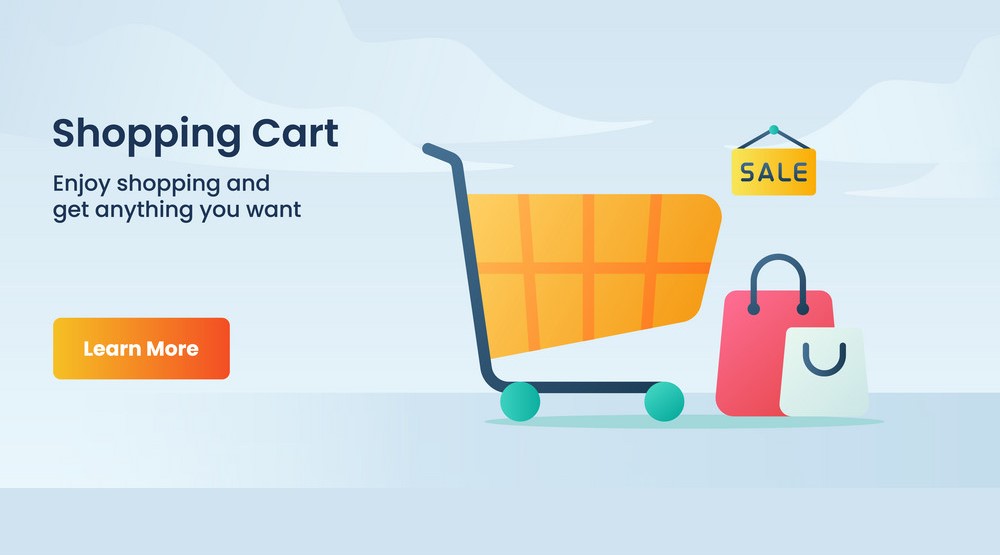 Shopping Cart
Enjoy shopping and
get anything you want
Learn More
SALE